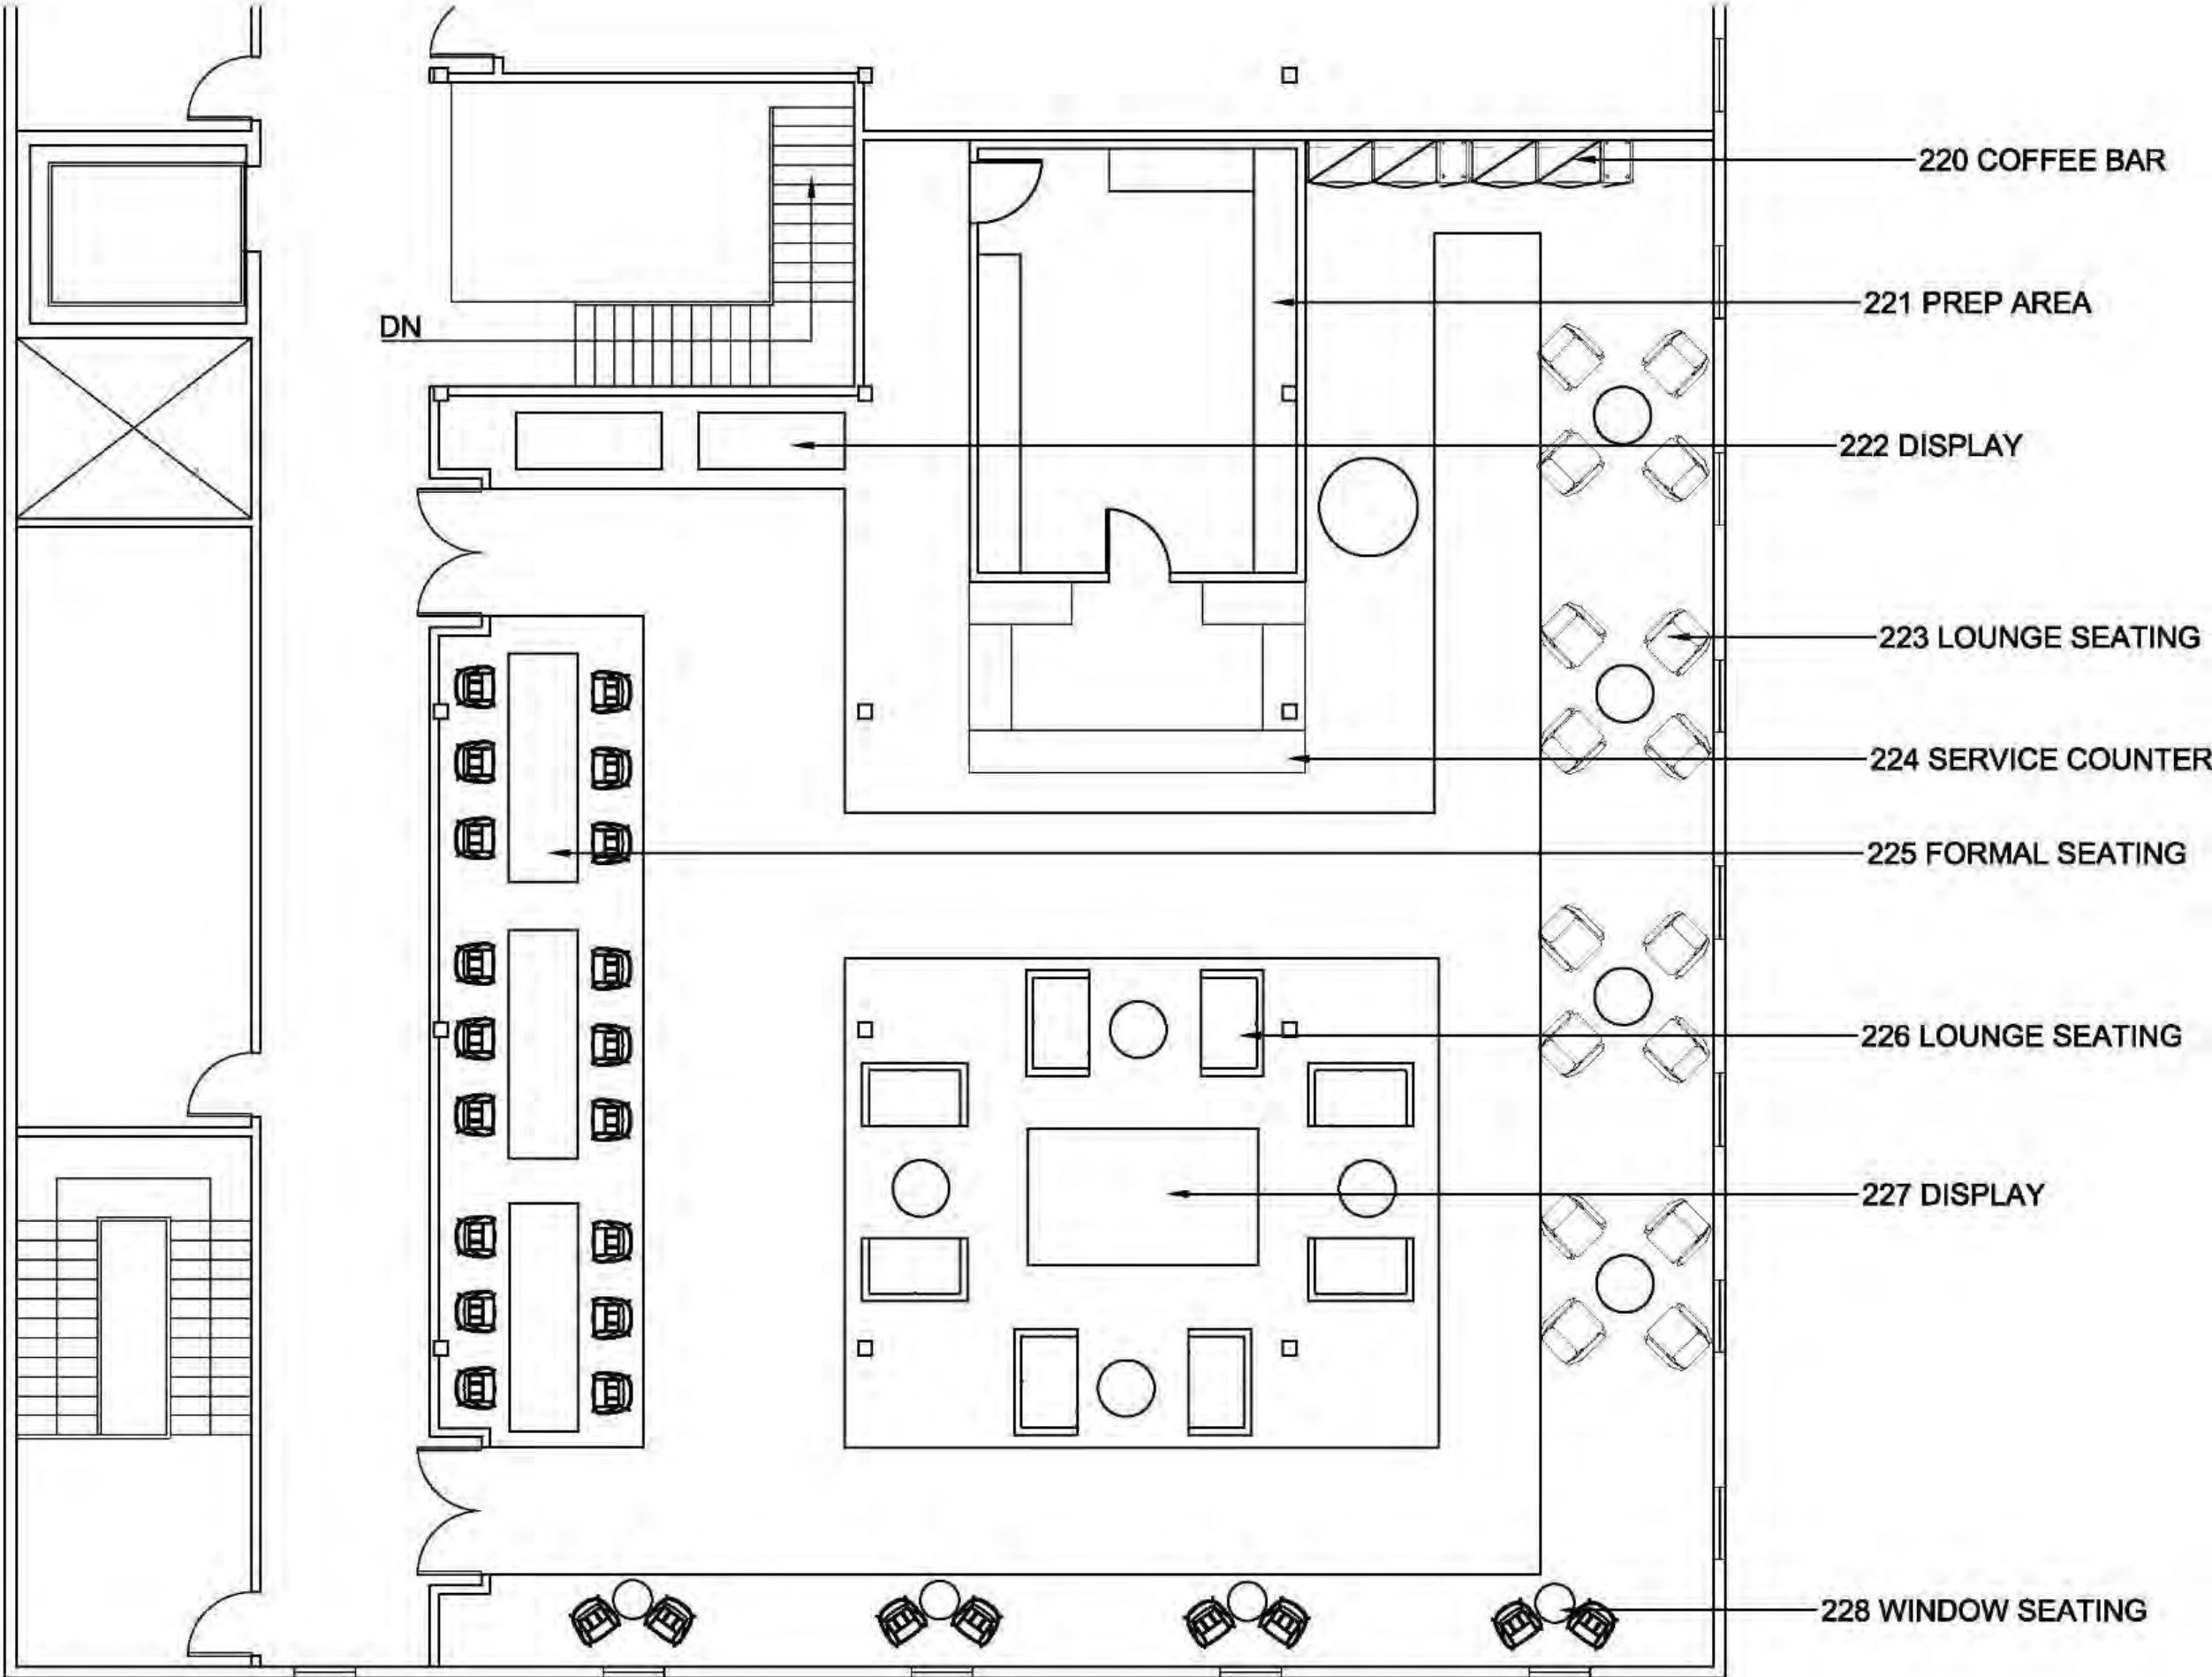 220 COFFEE BAR
221 PREP AREA
DN
222 DISPLAY
223 LOUNGE SEATING
224 SERVICE COUNTER
225 FORMAL SEATING
226 LOUNGE SEATING
227 DISPLAY
228 WINDOW SEATING